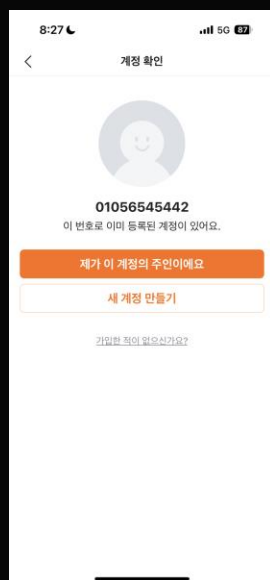 8:27
5G 87
계정 확인
01056545442
이 번호로 이미 등록된 계정이 있어요.
제가 이 계정의 주인이에요
새 계정 만들기
가입한 적이 없으신가요?